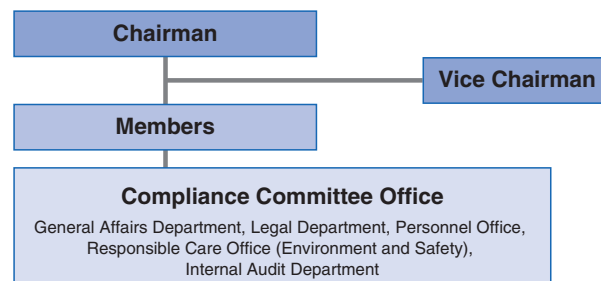 Chairman
Vice Chairman
Members
Compliance Committee Office
General Affairs Department, Legal Department, Personnel Office,
Responsible Care Office (Environment and Safety),
Internal Audit Department